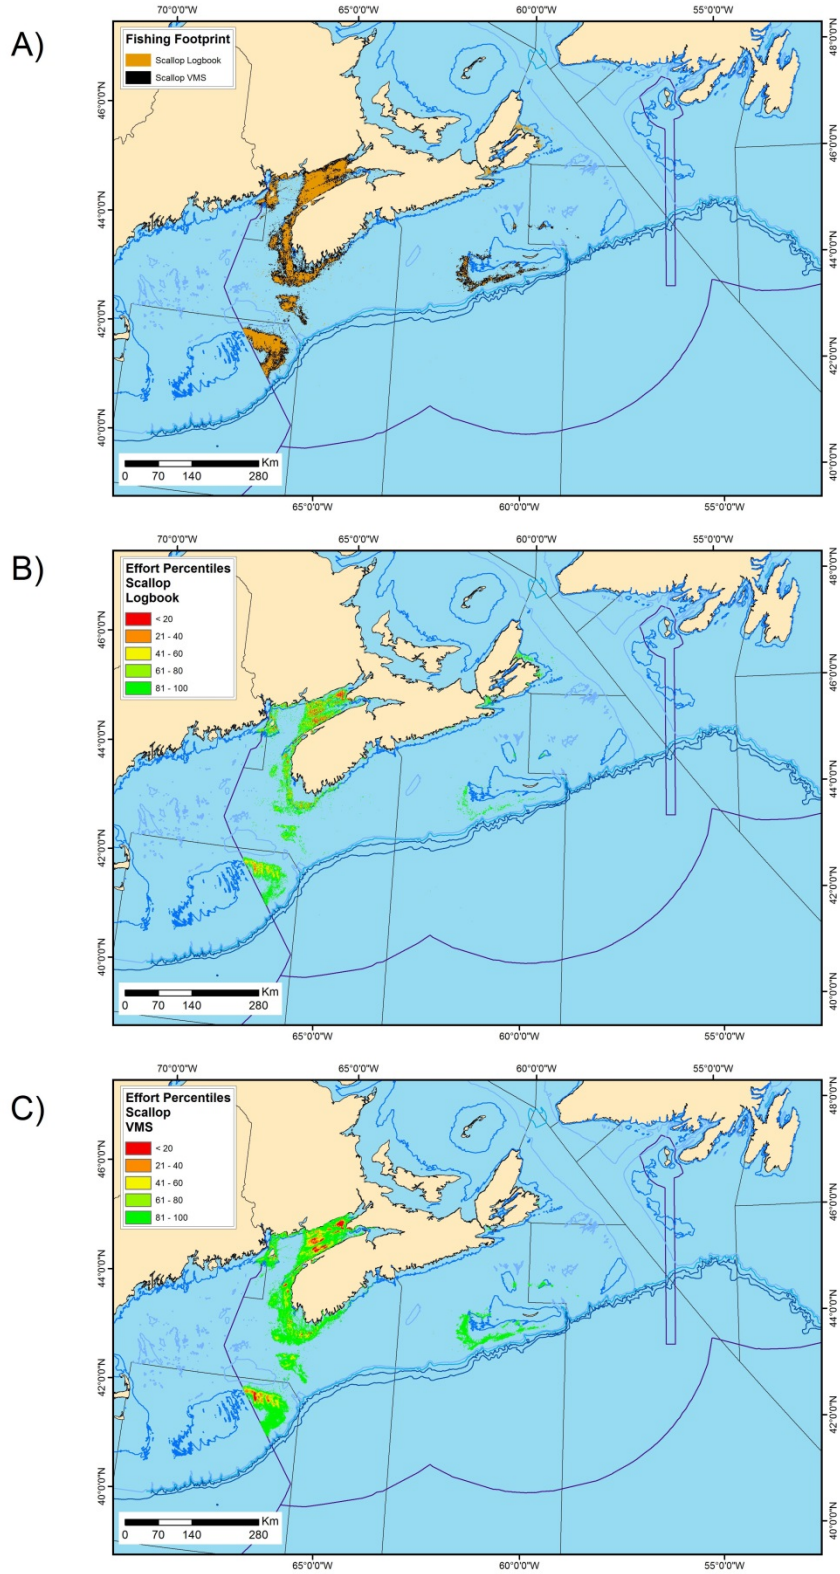 A)
70°0'0"W 65°0'0"W 60°0'0"W 55°0'0"W
Fishing Footprint
Scallop Logbook
Scallop VMS
46°0'0"N
44°0'0"N
42°0'0"N
40°0'0"N
48°0'0"N
46°0'0"N
44°0'0"N
42°0'0"N
40°0'0"N
Km
0 70 140 280
65°0'0"W 60°0'0"W 55°0'0"W
B)
70°0'0"W 65°0'0"W 60°0'0"W 55°0'0"W
Effort Percentiles
Scallop
Logbook
< 20
21 - 40
41 - 60
61 - 80
81 - 100
46°0'0"N
44°0'0"N
42°0'0"N
40°0'0"N
48°0'0"N
46°0'0"N
44°0'0"N
42°0'0"N
40°0'0"N
Km
0 70 140 280
65°0'0"W 60°0'0"W 55°0'0"W
C)
70°0'0"W 65°0'0"W 60°0'0"W 55°0'0"W
Effort Percentiles
Scallop
VMS
< 20
21 - 40
41 - 60
61 - 80
81 - 100
46°0'0"N
44°0'0"N
42°0'0"N
40°0'0"N
48°0'0"N
46°0'0"N
44°0'0"N
42°0'0"N
40°0'0"N
Km
0 70 140 280
65°0'0"W 60°0'0"W 55°0'0"W